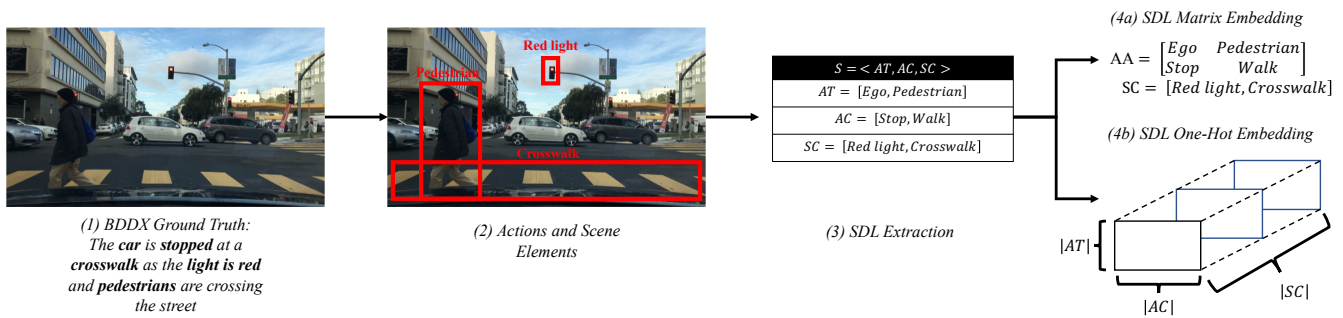 (1) BDDX Ground Truth:
The car is stopped at a
crosswalk as the light is red
and pedestrians are crossing
the street
Red light
Pedestrian
Crosswalk
(2) Actions and Scene
Elements
S =< AT, AC, SC >
AT = [Ego, Pedestrian]
AC = [Stop, Walk]
SC = [Red light, Crosswalk]
(3) SDL Extraction
(4a) SDL Matrix Embedding
AA = [Ego Pedestrian
Stop Walk]
SC = [Red light, Crosswalk]
(4b) SDL One-Hot Embedding
|AT|
|AC|
|SC|